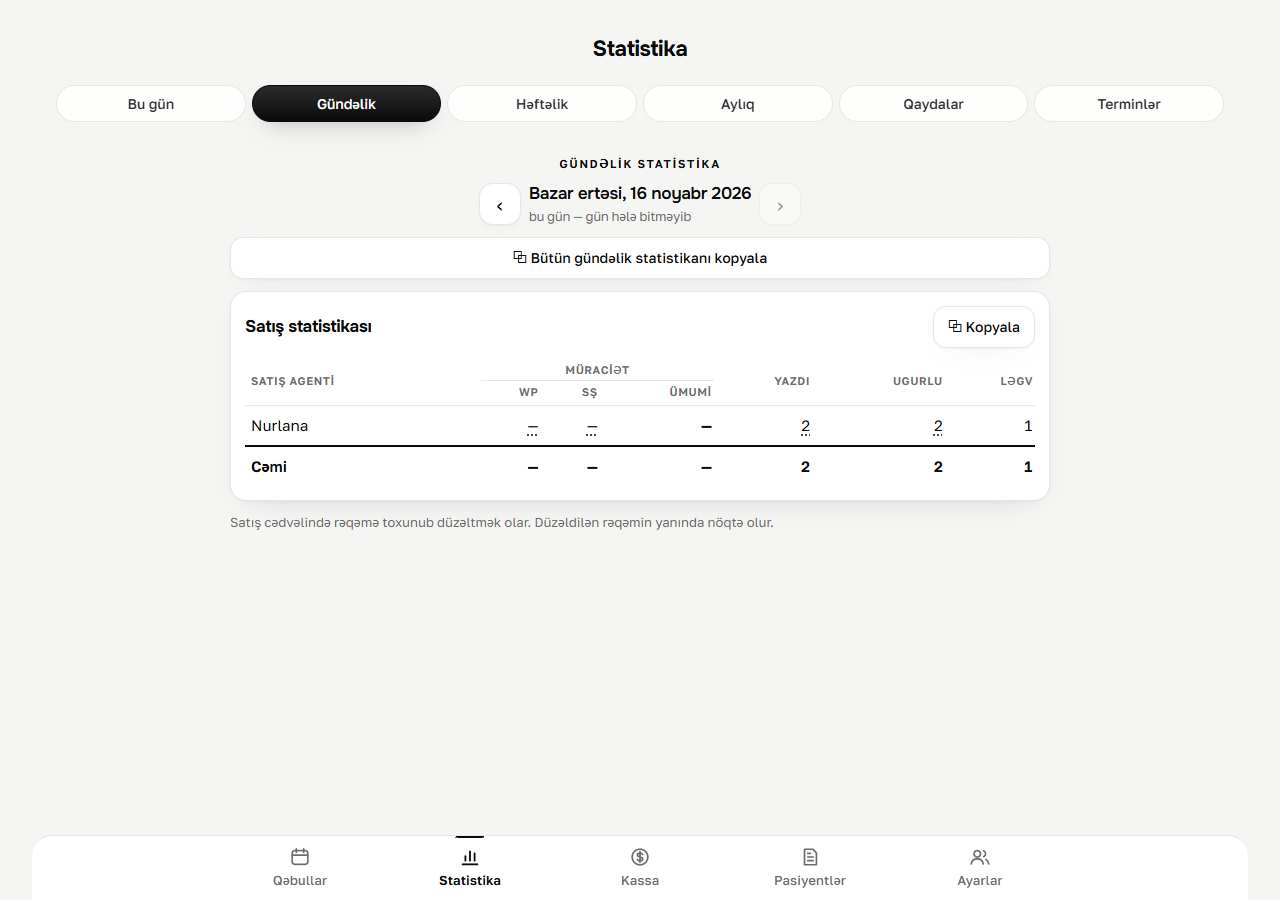 Statistika
Bu gün
Gündəlik
Həftəlik
Aylıq
Qaydalar
Terminlər
GÜNDƏLİK STATİSTİKA
‹ Bazar ertəsi, 16 noyabr 2026 ›
bu gün — gün hələ bitməyib
Bütün gündəlik statistikanı kopyala
Satış statistikası
Kopyala
SATIŞ AGENTİ MÜRACİƏT YAZDI UGURLU LƏGV
WP SŞ ÜMUMİ
Nurlana — — — 2 2 1
Cəmi — — — 2 2 1
Satış cədvəlində rəqəmə toxunub düzəltmək olar. Düzəldilən rəqəmin yanında nöqtə olur.
Qəbullar
Statistika
Kassa
Pasiyentlər
Ayarlar